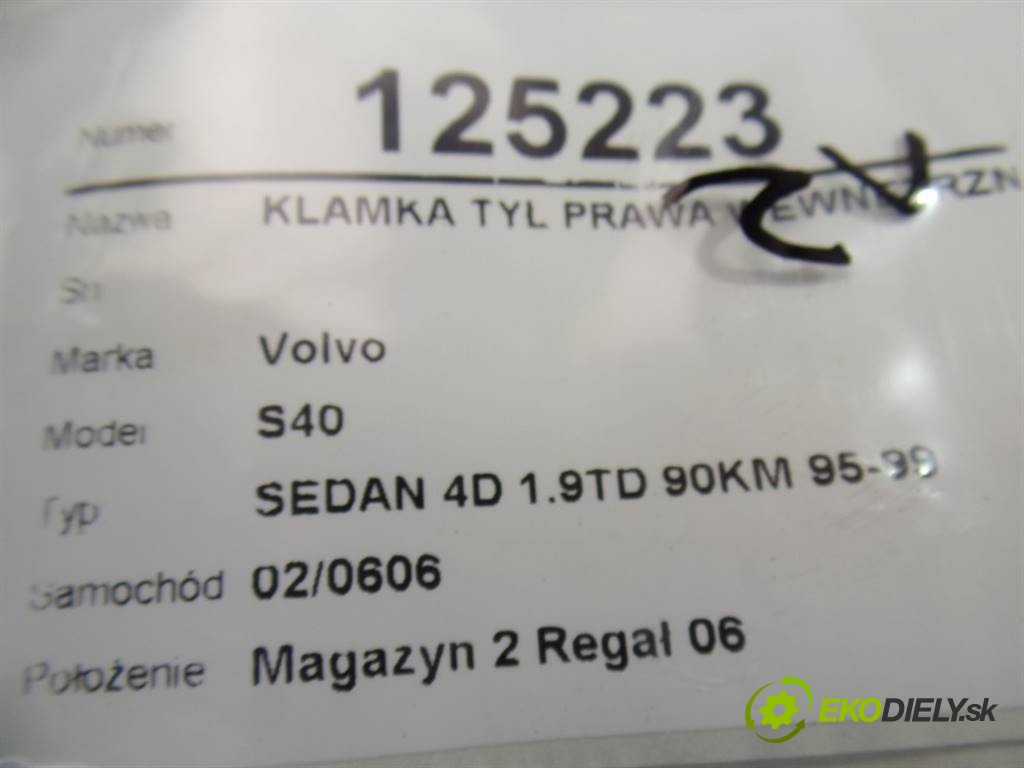 Numer 125223
Nazwa KLAMKA TYL PRAWA
Sn
Marka Volvo
Model S40
Typ SEDAN 4D 1.9TD 90KM 95-99
Samochód 02/0606
Położenie Magazyn 2 Regał 06
EKODIELY.sk